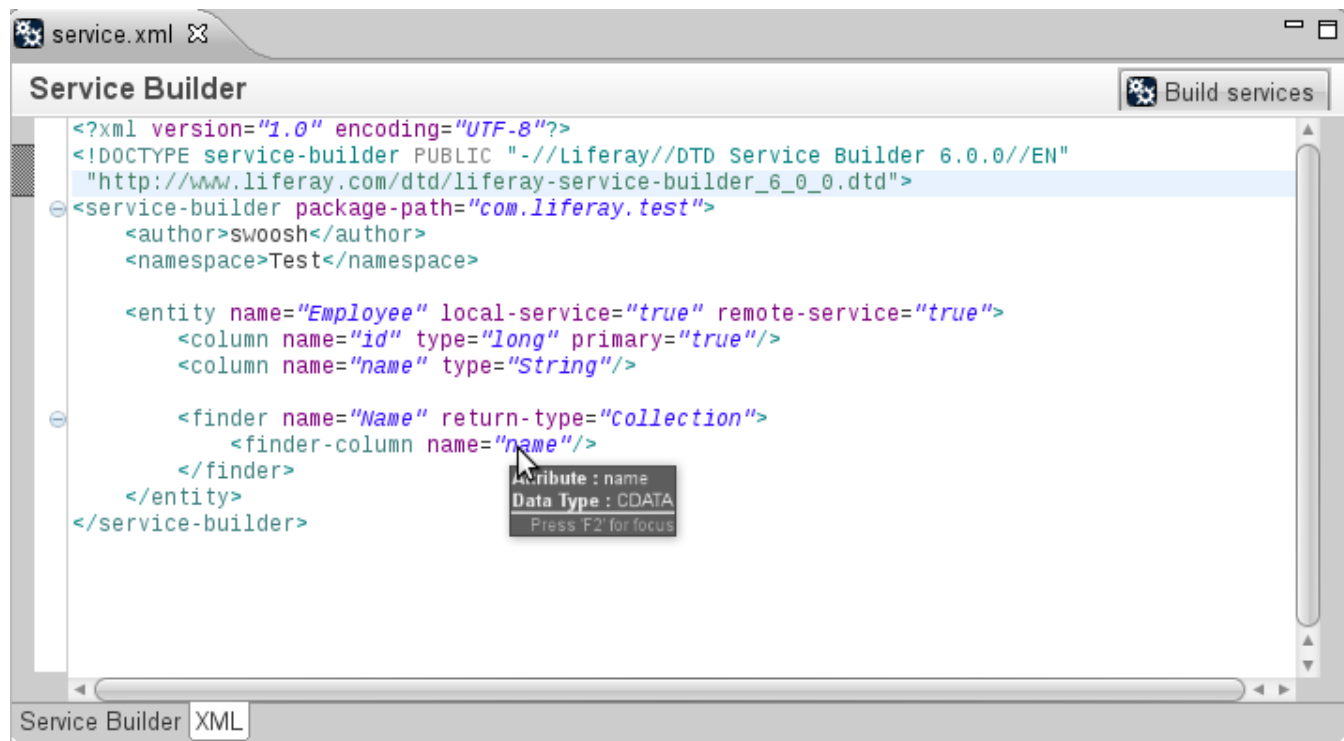 service.xml
Service Builder
Build services
<?xml version="1.0" encoding="UTF-8"?>
<!DOCTYPE service-builder PUBLIC "-//Liferay//DTD Service Builder 6.0.0//EN"
"http://www.liferay.com/dtd/liferay-service-builder_6_0_0.dtd">
<service-builder package-path="com.liferay.test">
<author>swoosh</author>
<namespace>Test</namespace>
<entity name="Employee" local-service="true" remote-service="true">
<column name="id" type="long" primary="true"/>
<column name="name" type="String"/>
<finder name="Name" return-type="Collection">
<finder-column name="name"/>
</finder>
Attribute : name
</entity>
Data Type : CDATA
</service-builder>
Press 'F2' for focus
Service Builder XML